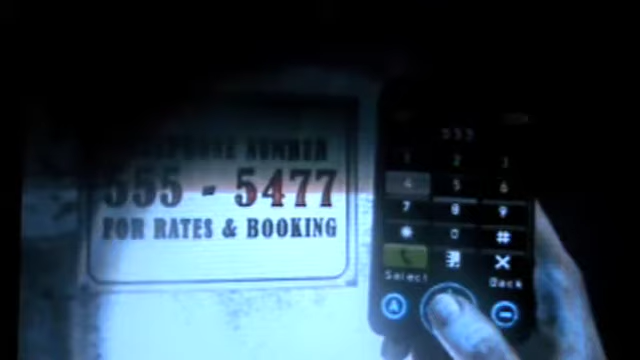 TELEPHONE NUMBER
555 - 5477
FOR RATES & BOOKING
555
1 2 3
4 5 6
7 8 9
* 0 #
Select Back
A -